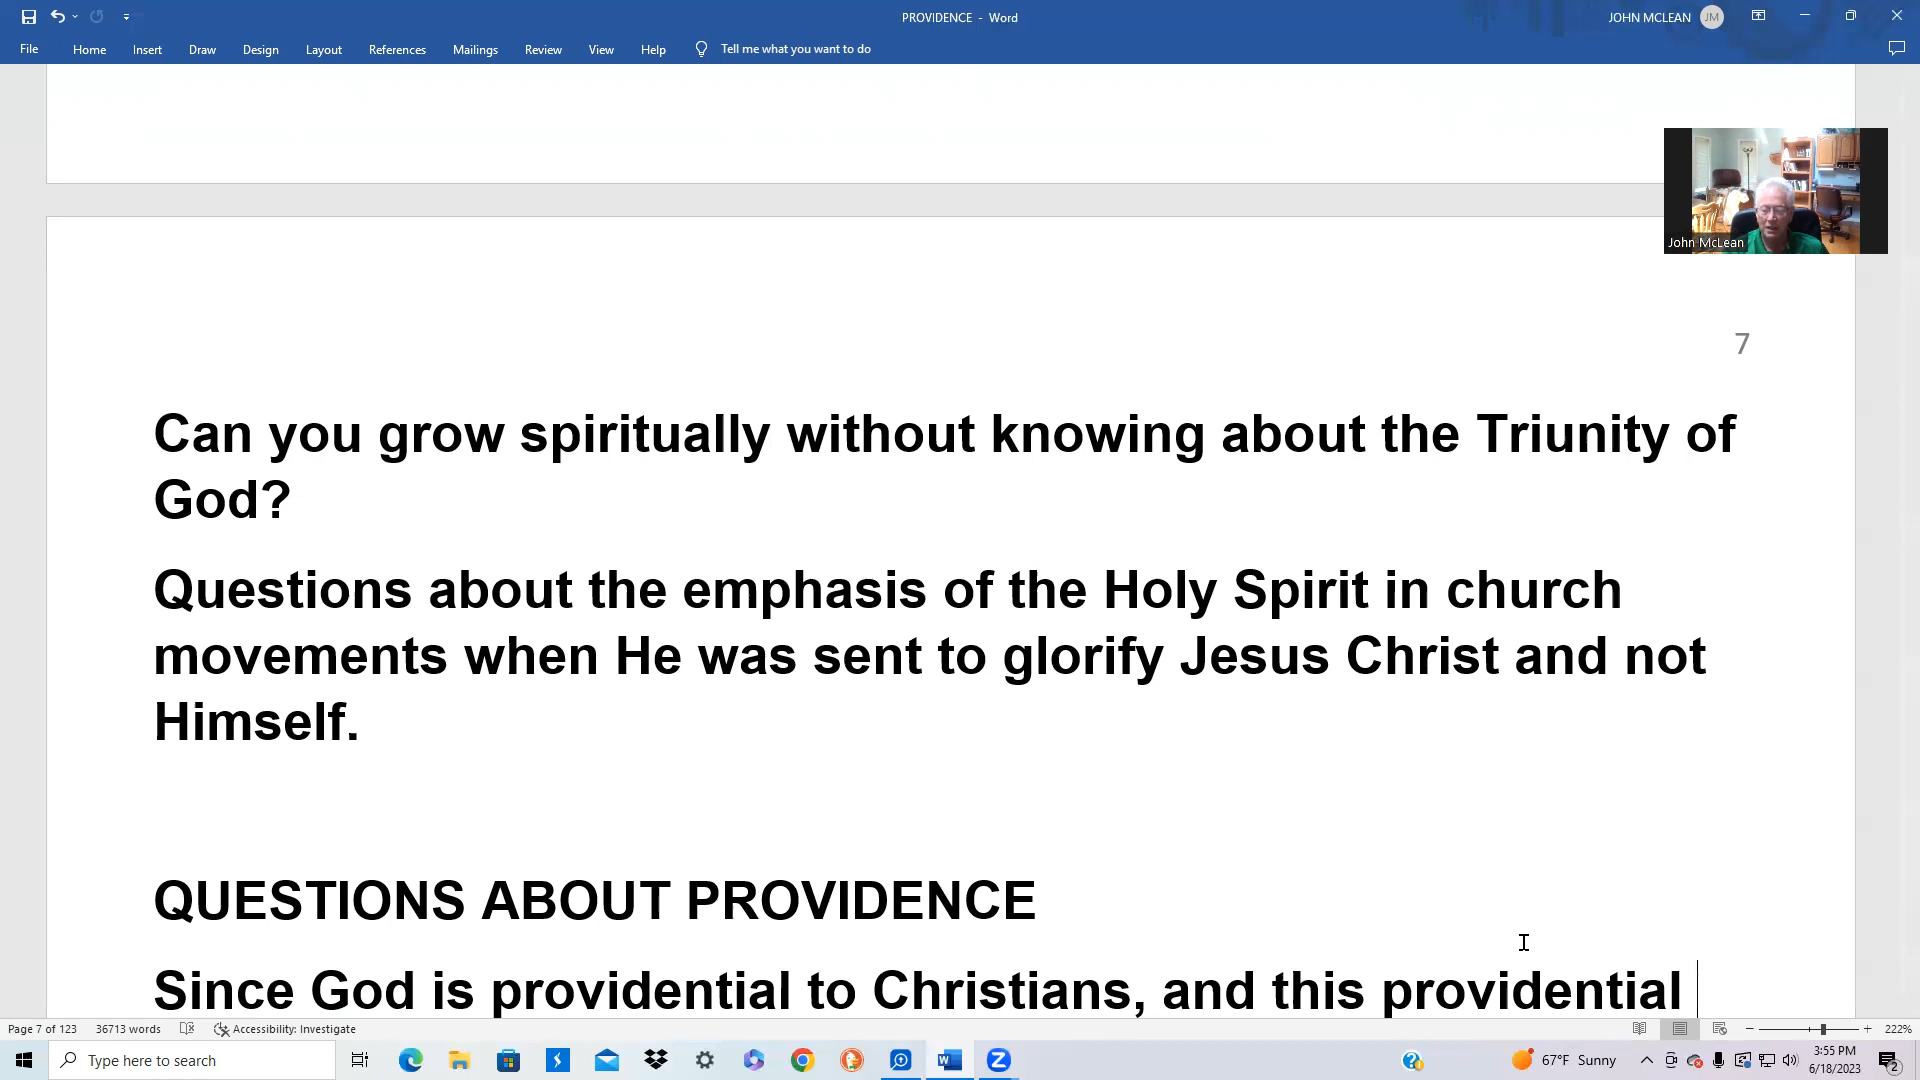 PROVIDENCE - Word
JOHN MCLEAN JM
File Home Insert Draw Design Layout References Mailings Review View Help Tell me what you want to do
John McLean
7
Can you grow spiritually without knowing about the Triunity of
God?
Questions about the emphasis of the Holy Spirit in church
movements when He was sent to glorify Jesus Christ and not
Himself.
QUESTIONS ABOUT PROVIDENCE
Since God is providential to Christians, and this providential
Page 7 of 123 36713 words Accessibility: Investigate 222%
Type here to search 67°F Sunny 3:55 PM
6/18/2023 2